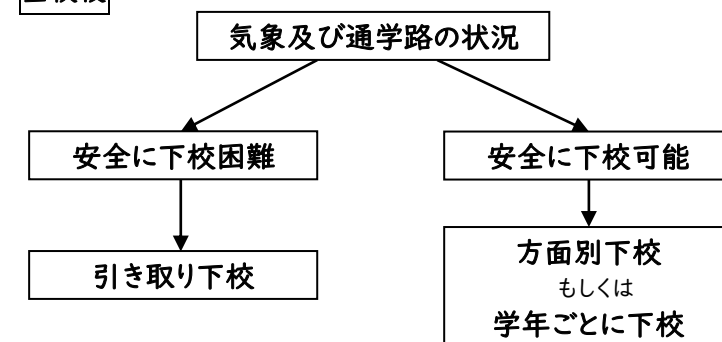 気象及び通学路の状況
安全に下校困難
安全に下校可能
引き取り下校
方面別下校
もしくは
学年ごとに下校